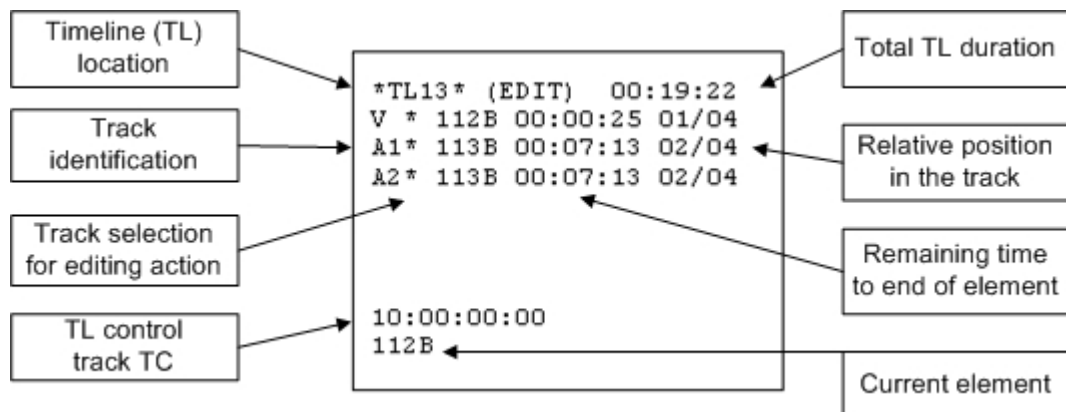 Timeline (TL)
location
Track
identification
Track selection
for editing action
TL control
track TC
*TL13* (EDIT) 00:19:22
V * 112B 00:00:25 01/04
A1* 113B 00:07:13 02/04
A2* 113B 00:07:13 02/04
10:00:00:00
112B
Total TL duration
Relative position
in the track
Remaining time
to end of element
Current element